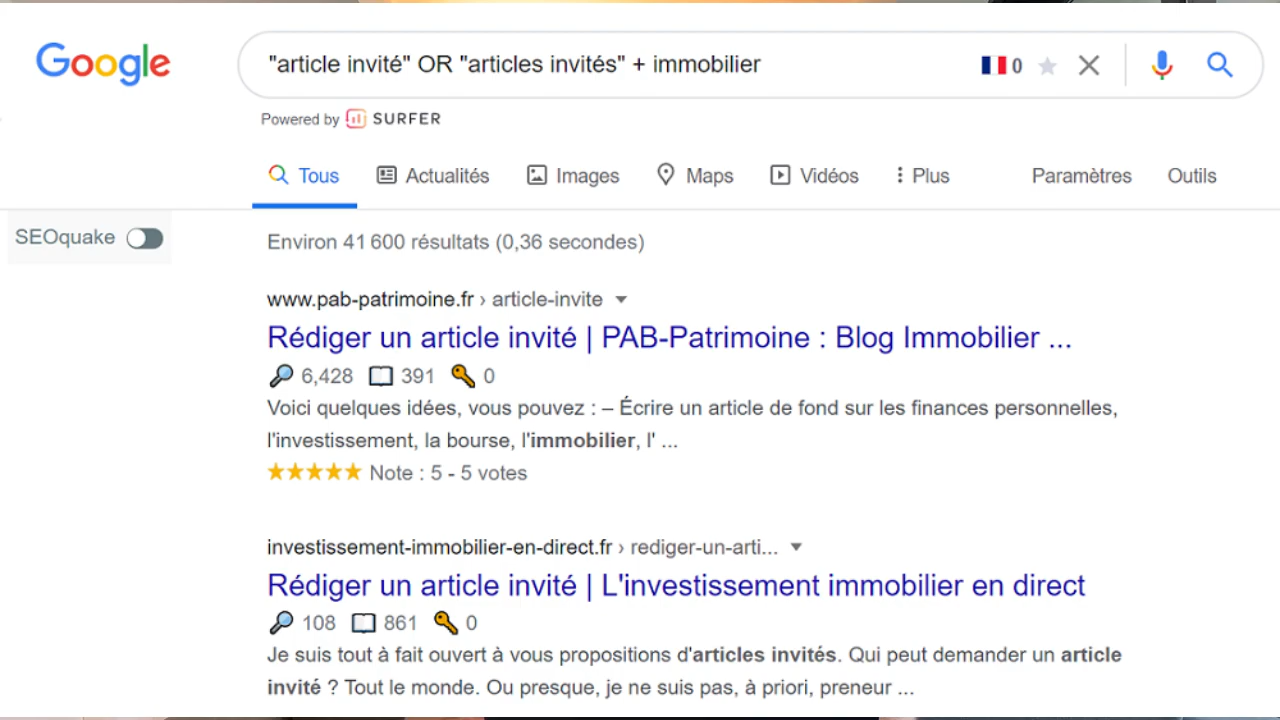 Google
"article invité" OR "articles invités" + immobilier
0
Powered by SURFER
Tous Actualités Images Maps Vidéos Plus Paramètres Outils
SEOquake
Environ 41 600 résultats (0,36 secondes)
www.pab-patrimoine.fr › article-invite
Rédiger un article invité | PAB-Patrimoine : Blog Immobilier ...
6,428 391 0
Voici quelques idées, vous pouvez : – Écrire un article de fond sur les finances personnelles,
l'investissement, la bourse, l'immobilier, l' ...
Note : 5 - 5 votes
investissement-immobilier-en-direct.fr › rediger-un-arti...
Rédiger un article invité | L'investissement immobilier en direct
108 861 0
Je suis tout à fait ouvert à vous propositions d'articles invités. Qui peut demander un article
invité ? Tout le monde. Ou presque, je ne suis pas, à priori, preneur ...